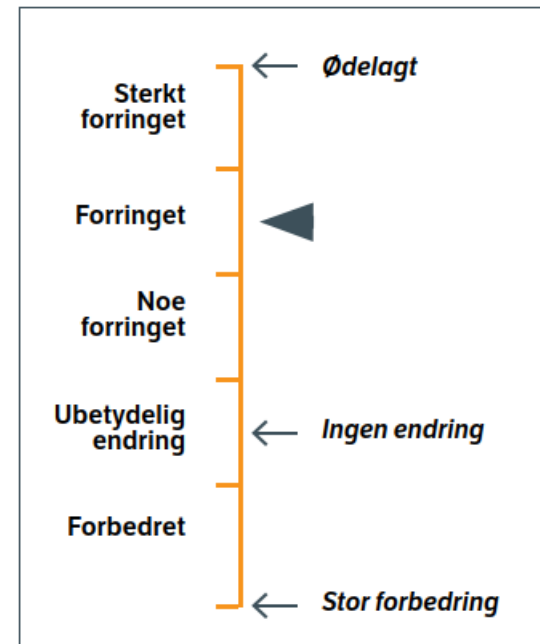 Ødelagt
Sterkt
forringet
Forringet
Noe
forringet
Ubetydelig
endring
Ingen endring
Forbedret
Stor forbedring